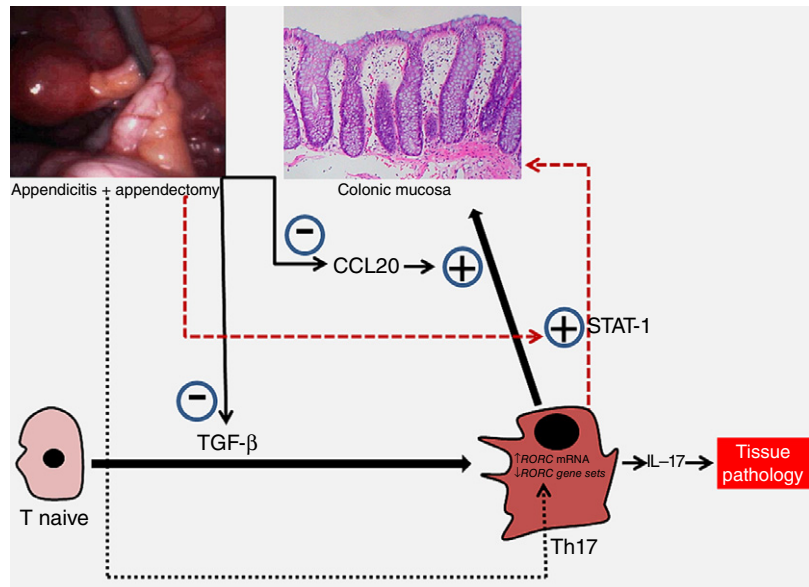 Appendicitis + appendectomy
Colonic mucosa
−
CCL20
+
+
STAT-1
−
TGF-β
T naive
↑RORC mRNA
↓RORC gene sets
IL–17
Tissue
pathology
Th17